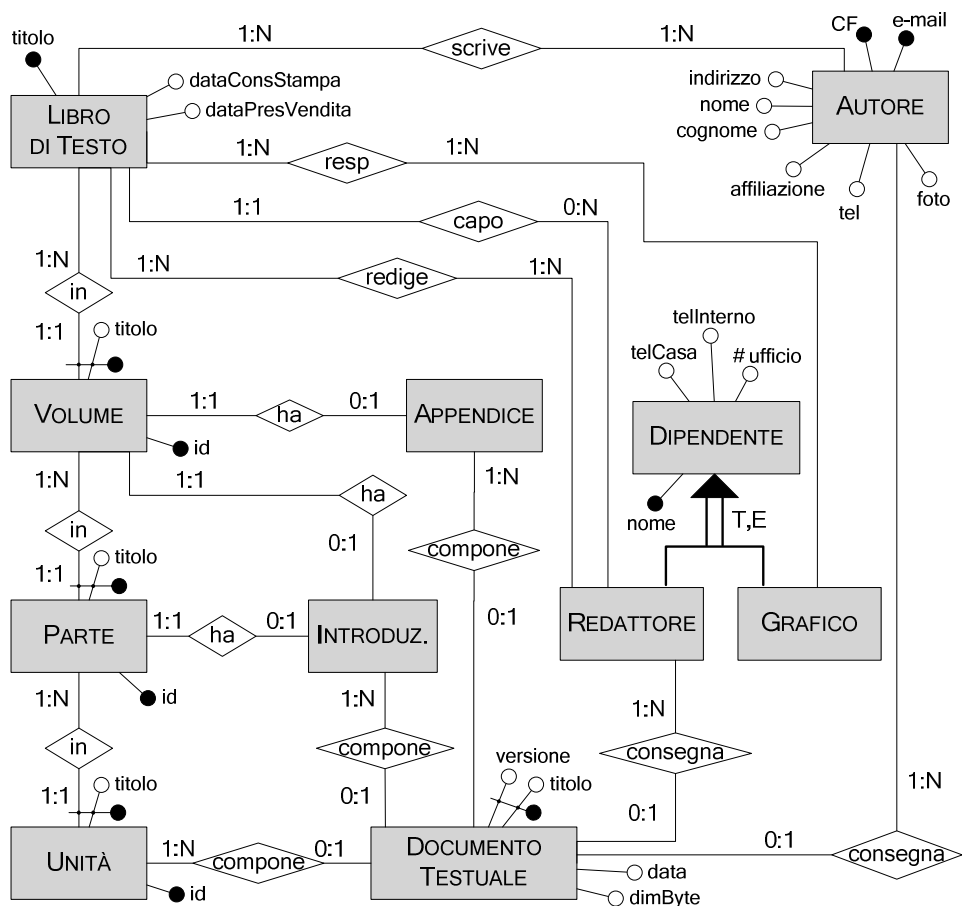 1:N
scrive
1:N
CF
e-mail
titolo
dataConsStampa
dataPresVendita
LIBRO
DI TESTO
indirizzo
nome
cognome
AUTORE
affiliazione
tel
foto
1:N
resp
1:N
1:1
capo
0:N
1:N
1:N
redige
1:N
in
1:1
titolo
telInterno
telCasa
# ufficio
VOLUME
1:1
ha
0:1
APPENDICE
DIPENDENTE
id
1:N
1:1
ha
1:N
nome
T,E
in
0:1
compone
titolo
1:1
PARTE
1:1
ha
0:1
INTRODUZ.
0:1
REDATTORE
GRAFICO
id
1:N
1:N
1:N
in
compone
versione
consegna
titolo
titolo
1:1
0:1
0:1
1:N
UNITÀ
1:N
compone
0:1
DOCUMENTO
TESTUALE
0:1
consegna
id
data
dimByte